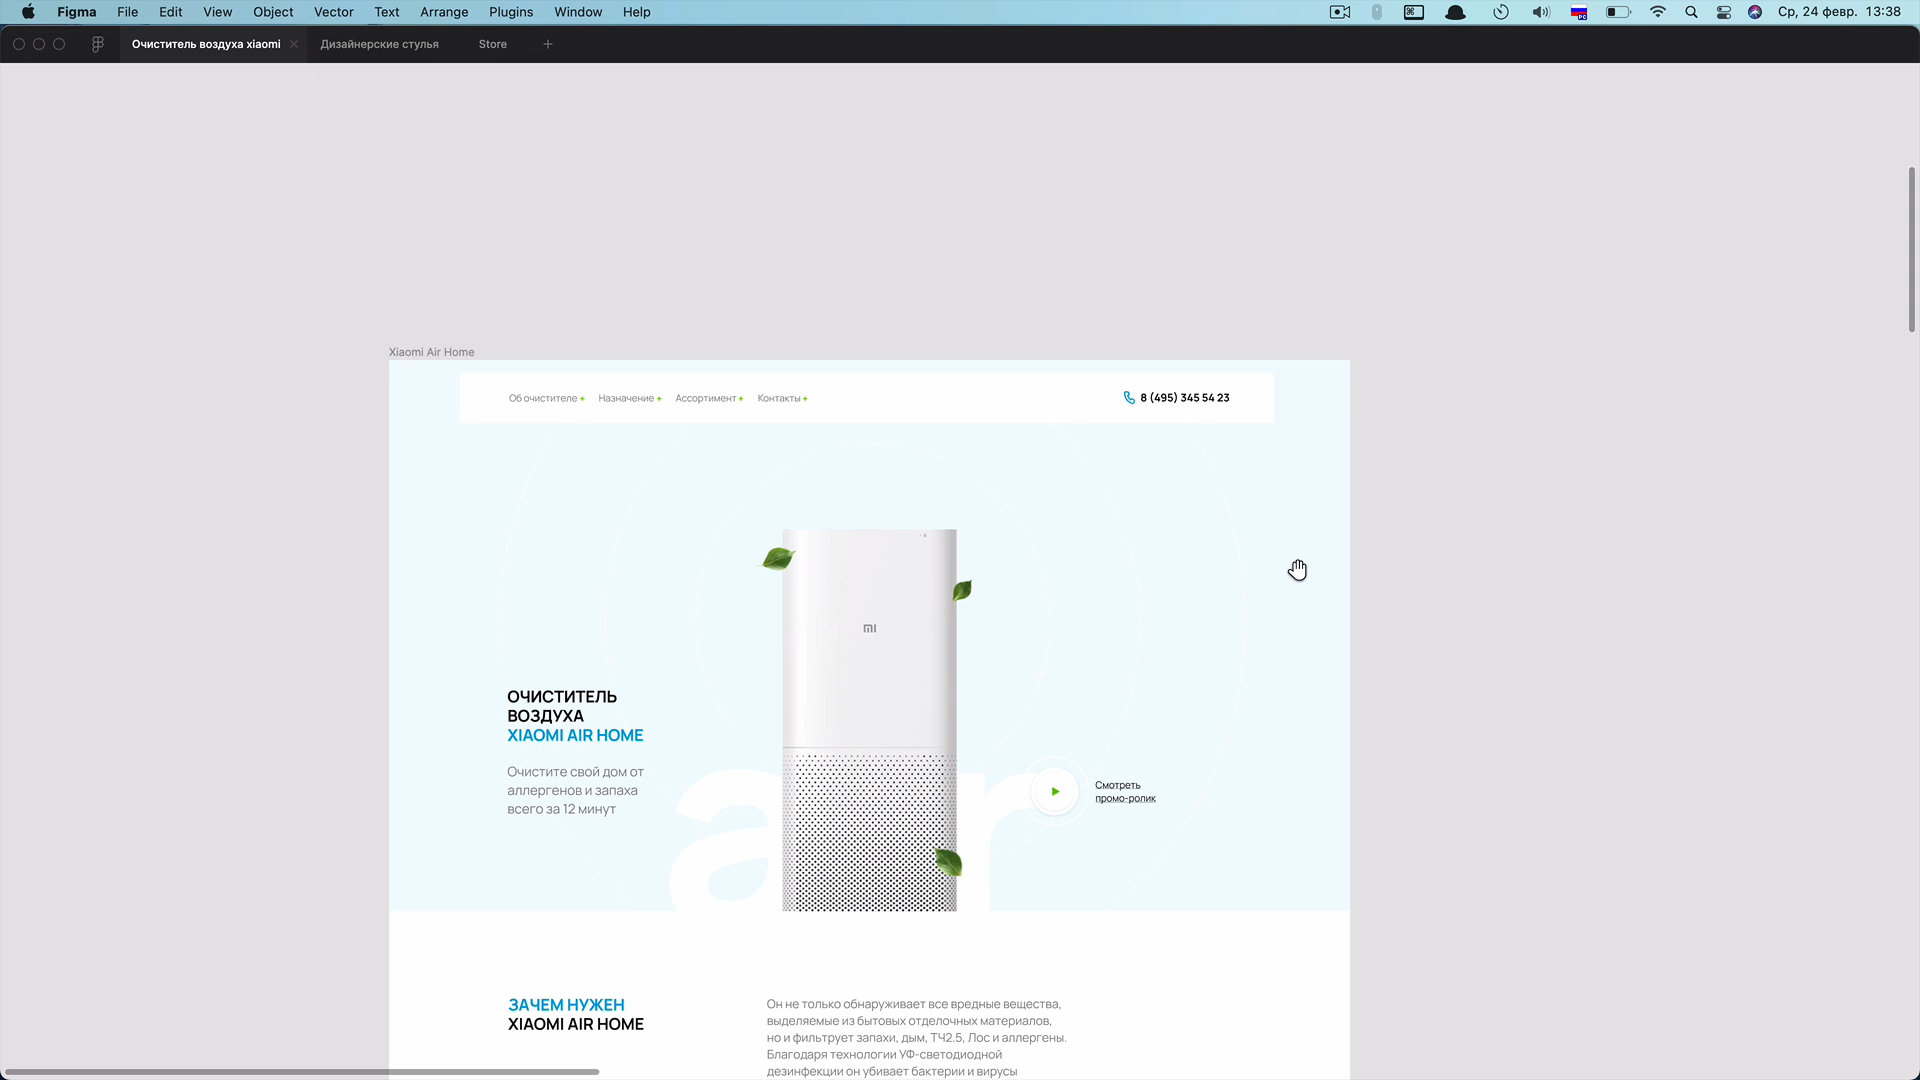 Figma File Edit View Object Vector Text Arrange Plugins Window Help
Ср, 24 февр. 13:38
Очиститель воздуха xiaomi
Дизайнерские стулья
Store
Xiaomi Air Home
Об очистителе + Назначение + Ассортимент + Контакты +
8 (495) 345 54 23
mi
ОЧИСТИТЕЛЬ
ВОЗДУХА
XIAOMI AIR HOME
Очистите свой дом от
аллергенов и запаха
всего за 12 минут
air
Смотреть
промо-ролик
ЗАЧЕМ НУЖЕН
XIAOMI AIR HOME
Он не только обнаруживает все вредные вещества,
выделяемые из бытовых отделочных материалов,
но и фильтрует запахи, дым, ТЧ2.5, Лос и аллергены.
Благодаря технологии УФ-светодиодной
дезинфекции он убивает бактерии и вирусы